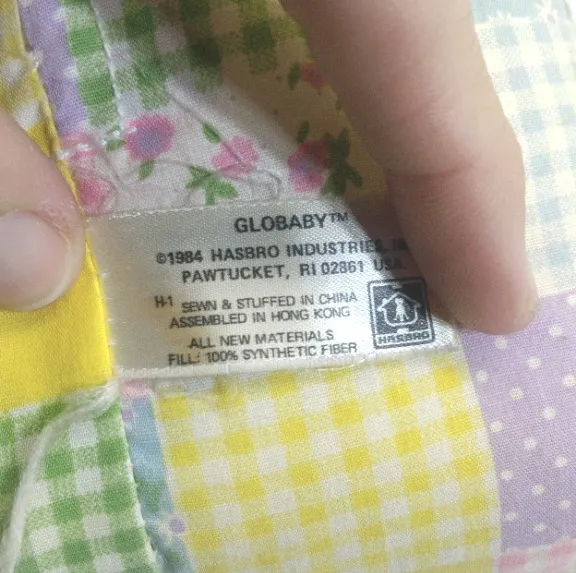 GLOBABY™
©1984 HASBRO INDUSTRIES,
PAWTUCKET, RI 02861 USA
H-1 SEWN & STUFFED IN CHINA
ASSEMBLED IN HONG KONG
ALL NEW MATERIALS
FILL: 100% SYNTHETIC FIBER
HASBRO